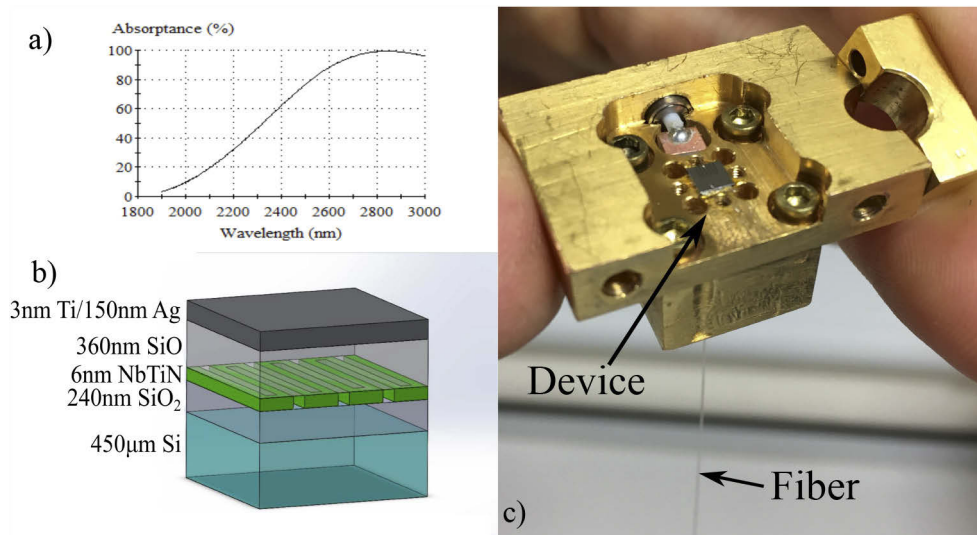 a)
Absorptance (%)
100
80
60
40
20
0
1800 2000 2200 2400 2600 2800 3000
Wavelength (nm)
b)
3nm Ti/150nm Ag
360nm SiO
6nm NbTiN
240nm SiO₂
450μm Si
Device
Fiber
c)